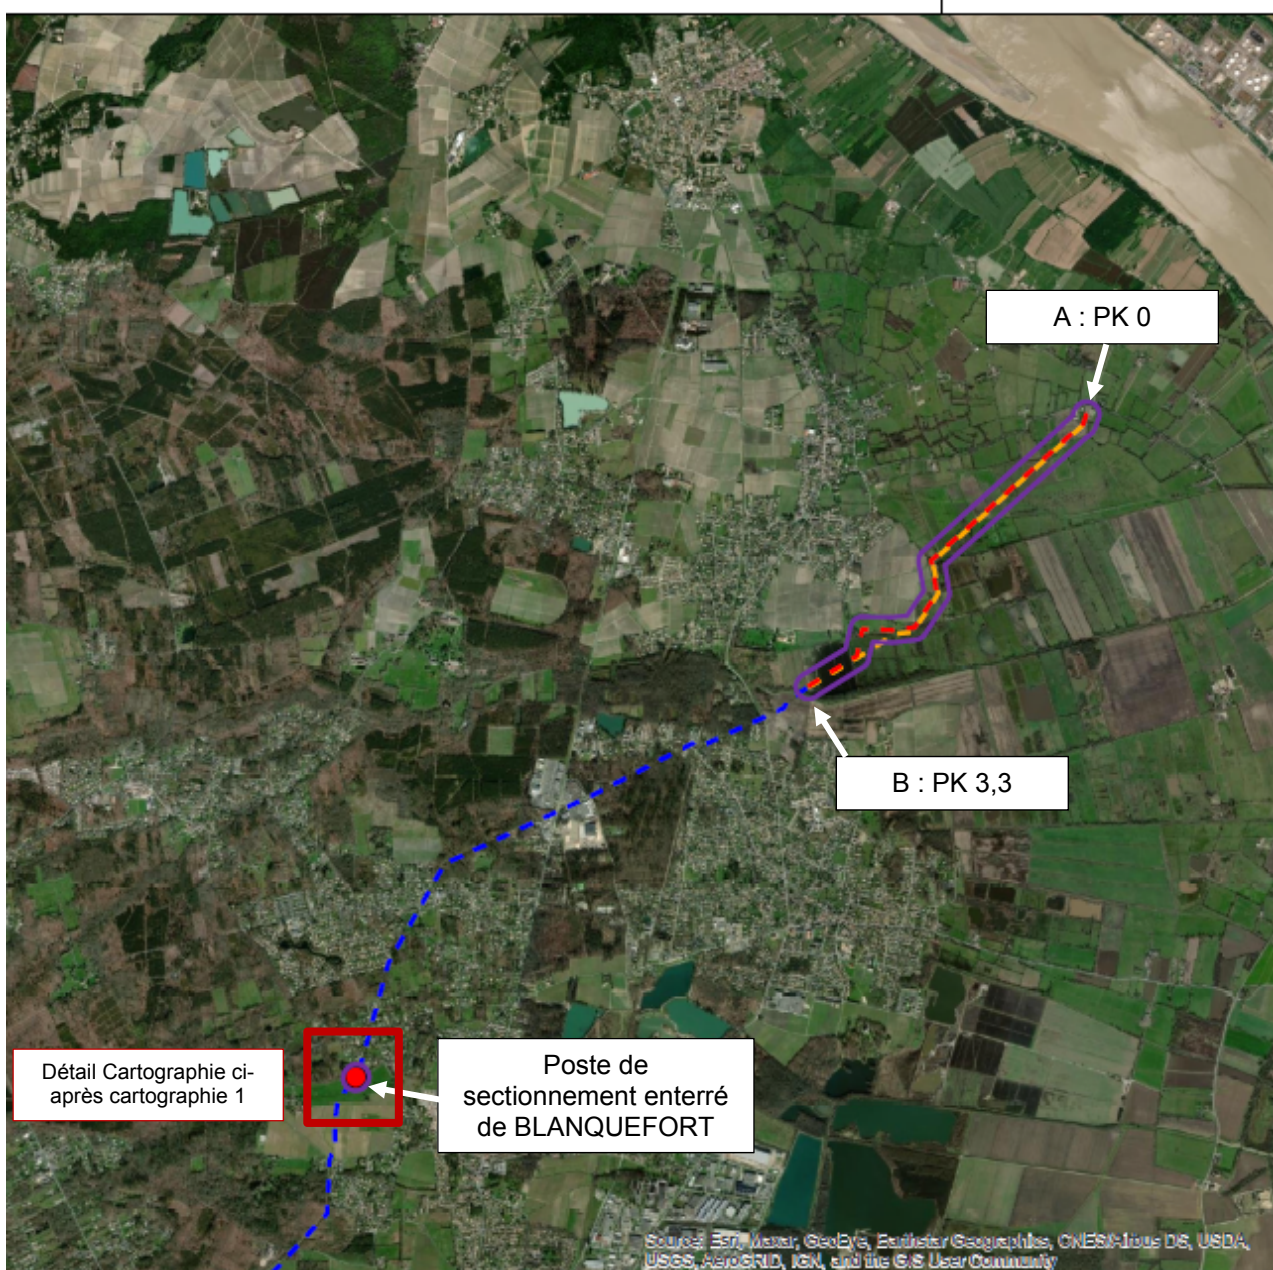 A : PK 0
B : PK 3,3
Détail Cartographie ci-
après cartographie 1
Poste de
sectionnement enterré
de BLANQUEFORT
Source: Esri, Maxar, GeoEye, Earthstar Geographics, CNES/Airbus DS, USDA,
USGS, AeroGRID, IGN, and the GIS User Community